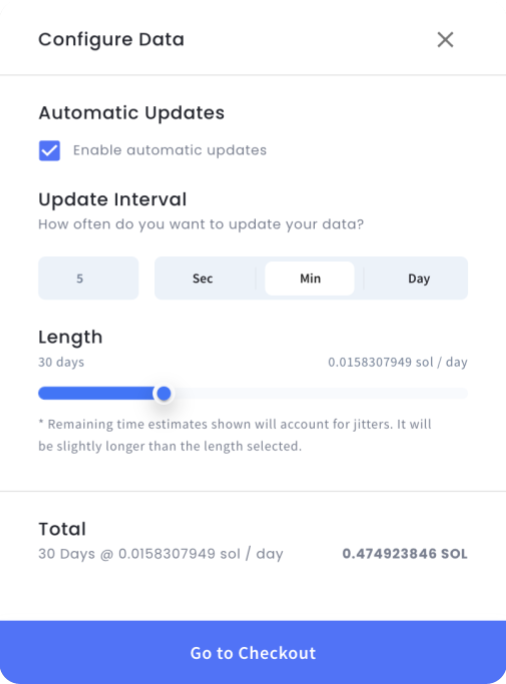 Configure Data
Automatic Updates
Enable automatic updates
Update Interval
How often do you want to update your data?
5 Sec Min Day
Length
30 days 0.0158307949 sol / day
* Remaining time estimates shown will account for jitters. It will
be slightly longer than the length selected.
Total
30 Days @ 0.0158307949 sol / day 0.474923846 SOL
Go to Checkout